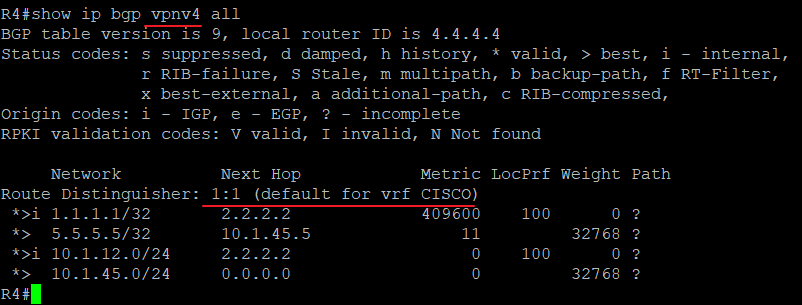 R4#show ip bgp vpnv4 all
BGP table version is 9, local router ID is 4.4.4.4
Status codes: s suppressed, d damped, h history, * valid, > best, i - internal,
              r RIB-failure, S Stale, m multipath, b backup-path, f RT-Filter,
              x best-external, a additional-path, c RIB-compressed,
Origin codes: i - IGP, e - EGP, ? - incomplete
RPKI validation codes: V valid, I invalid, N Not found

     Network          Next Hop            Metric LocPrf Weight Path
Route Distinguisher: 1:1 (default for vrf CISCO)
 *>i 1.1.1.1/32       2.2.2.2             409600    100      0 ?
 *>  5.5.5.5/32       10.1.45.5               11         32768 ?
 *>i 10.1.12.0/24     2.2.2.2                  0    100      0 ?
 *>  10.1.45.0/24     0.0.0.0                  0         32768 ?
R4#